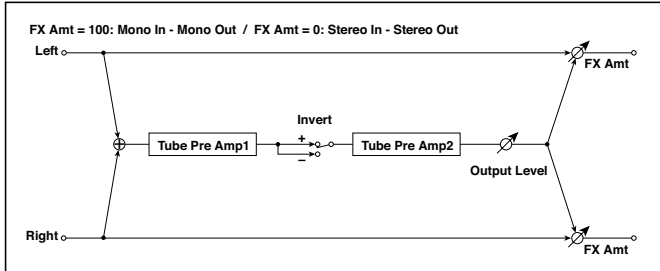 FX Amt = 100: Mono In - Mono Out / FX Amt = 0: Stereo In - Stereo Out
Left
FX Amt
Invert
+
Tube Pre Amp1
Tube Pre Amp2
–
Output Level
Right
FX Amt